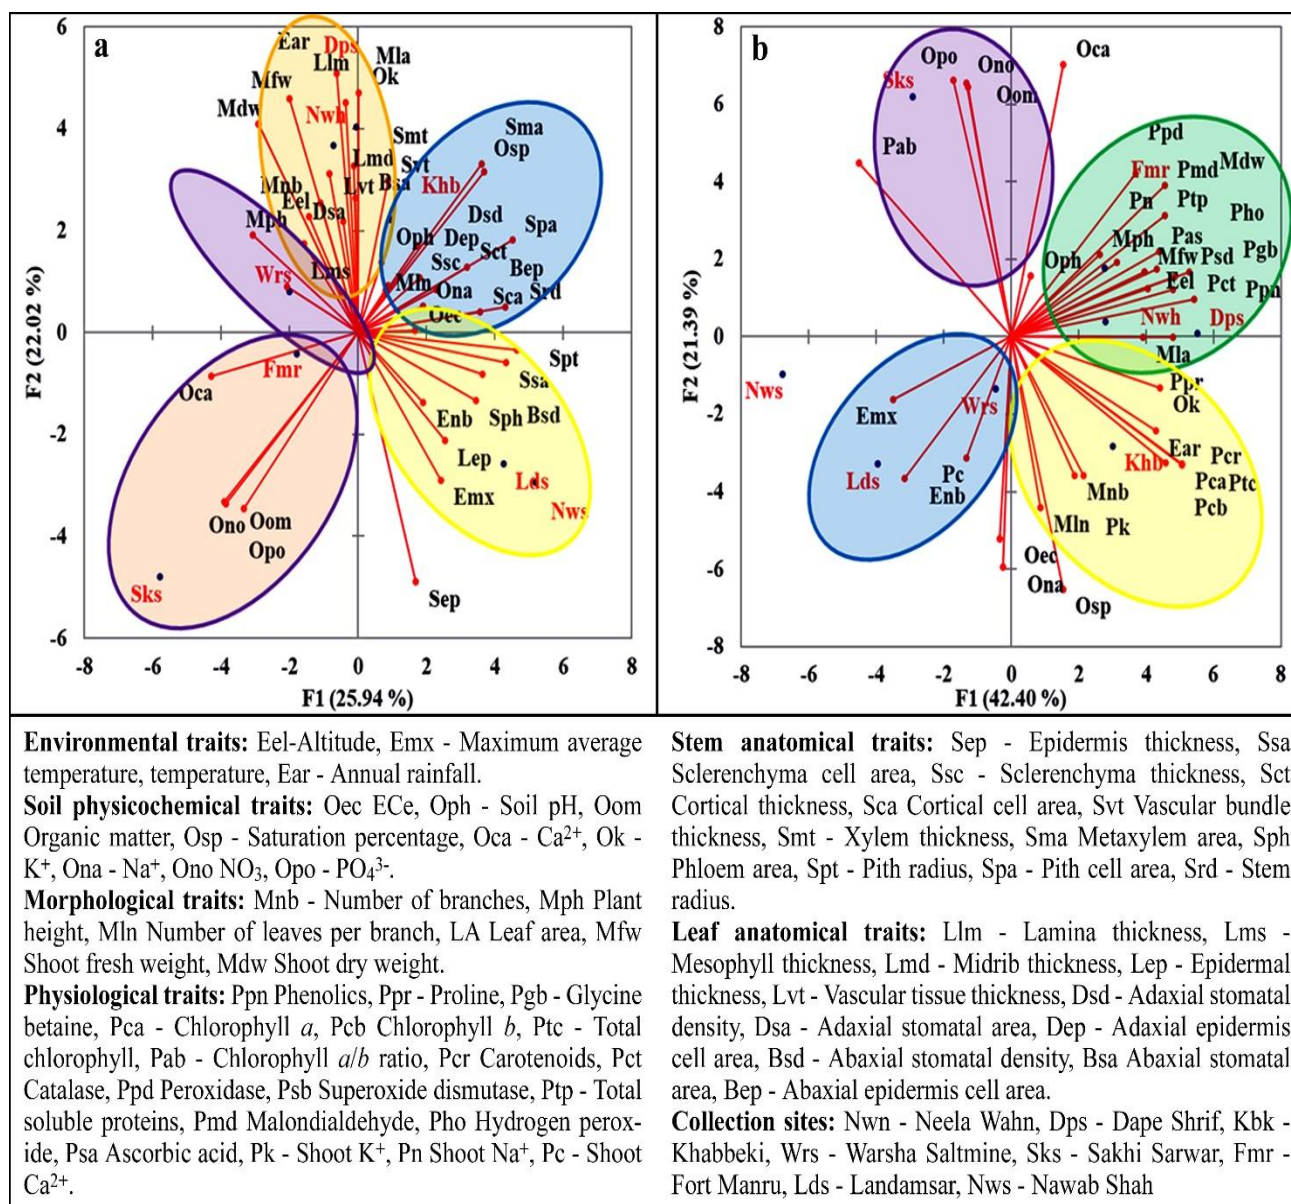 a
Ear
Dps
Mla
Llm
Ok
Mfw
Nwh
Mdw
Smt
Sma
Osp
Lmd
Svt
Mnb
Lvt
Bsa
Khb
Eel
Dsa
Dsd
Spa
Mph
Oph
Dep
Sct
Ssc
Bep
Wrs
Lms
Mln
Ona
Sca
Srd
Oec
Spt
Fmr
Oca
Ssa
Enb
Sph
Bsd
Lep
Lds
Emx
Nws
Ono
Oom
Opo
Sks
Sep
6
4
2
0
-2
-4
-6
-8
-6
-4
-2
0
2
4
6
8
F2 (22.02 %)
F1 (25.94 %)
b
Opo
Ono
Oca
Sks
Oom
Pab
Ppd
Fmr
Pmd
Mdw
Pn
Ptp
Pho
Mph
Pas
Oph
Mfw
Psd
Pgb
Eel
Pct
Ppn
Nwh
Dps
Mla
Nws
Ppr
Emx
Wrs
Ok
Ear
Pcr
Lds
Pc
Khb
Pca
Ptc
Enb
Mnb
Pcb
Mln
Pk
Oec
Ona
Osp
8
6
4
2
0
-2
-4
-6
-8
-8
-6
-4
-2
0
2
4
6
8
F2 (21.39 %)
F1 (42.40 %)
Environmental traits: Eel-Altitude, Emx - Maximum average
temperature, temperature, Ear - Annual rainfall.
Soil physicochemical traits: Oec ECe, Oph - Soil pH, Oom
Organic matter, Osp - Saturation percentage, Oca - Ca²⁺, Ok -
K⁺, Ona - Na⁺, Ono NO₃, Opo - PO₄³⁻.
Morphological traits: Mnb - Number of branches, Mph Plant
height, Mln Number of leaves per branch, LA Leaf area, Mfw
Shoot fresh weight, Mdw Shoot dry weight.
Physiological traits: Ppn Phenolics, Ppr - Proline, Pgb - Glycine
betaine, Pca - Chlorophyll a, Pcb Chlorophyll b, Ptc - Total
chlorophyll, Pab - Chlorophyll a/b ratio, Pcr Carotenoids, Pct
Catalase, Ppd Peroxidase, Psb Superoxide dismutase, Ptp - Total
soluble proteins, Pmd Malondialdehyde, Pho Hydrogen perox-
ide, Psa Ascorbic acid, Pk - Shoot K⁺, Pn Shoot Na⁺, Pc - Shoot
Ca²⁺.
Stem anatomical traits: Sep - Epidermis thickness, Ssa
Sclerenchyma cell area, Ssc - Sclerenchyma thickness, Sct
Cortical thickness, Sca Cortical cell area, Svt Vascular bundle
thickness, Smt - Xylem thickness, Sma Metaxylem area, Sph
Phloem area, Spt - Pith radius, Spa - Pith cell area, Srd - Stem
radius.
Leaf anatomical traits: Llm - Lamina thickness, Lms -
Mesophyll thickness, Lmd - Midrib thickness, Lep - Epidermal
thickness, Lvt - Vascular tissue thickness, Dsd - Adaxial stomatal
density, Dsa - Adaxial stomatal area, Dep - Adaxial epidermis
cell area, Bsd - Abaxial stomatal density, Bsa Abaxial stomatal
area, Bep - Abaxial epidermis cell area.
Collection sites: Nwn - Neela Wahn, Dps - Dape Shrif, Kbk -
Khabbeki, Wrs - Warsha Saltmine, Sks - Sakhi Sarwar, Fmr -
Fort Manru, Lds - Landamsar, Nws - Nawab Shah